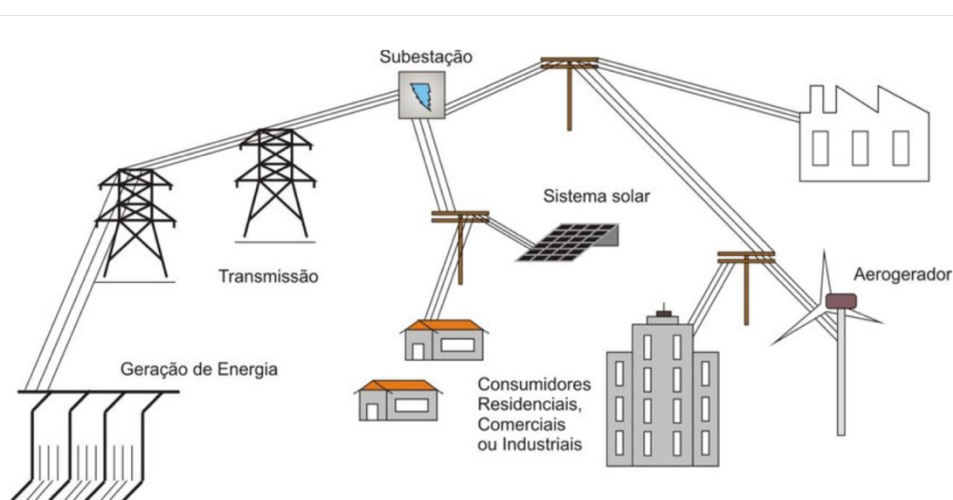 Subestação
Sistema solar
Transmissão
Aerogerador
Geração de Energia
Consumidores
Residenciais,
Comerciais
ou Industriais